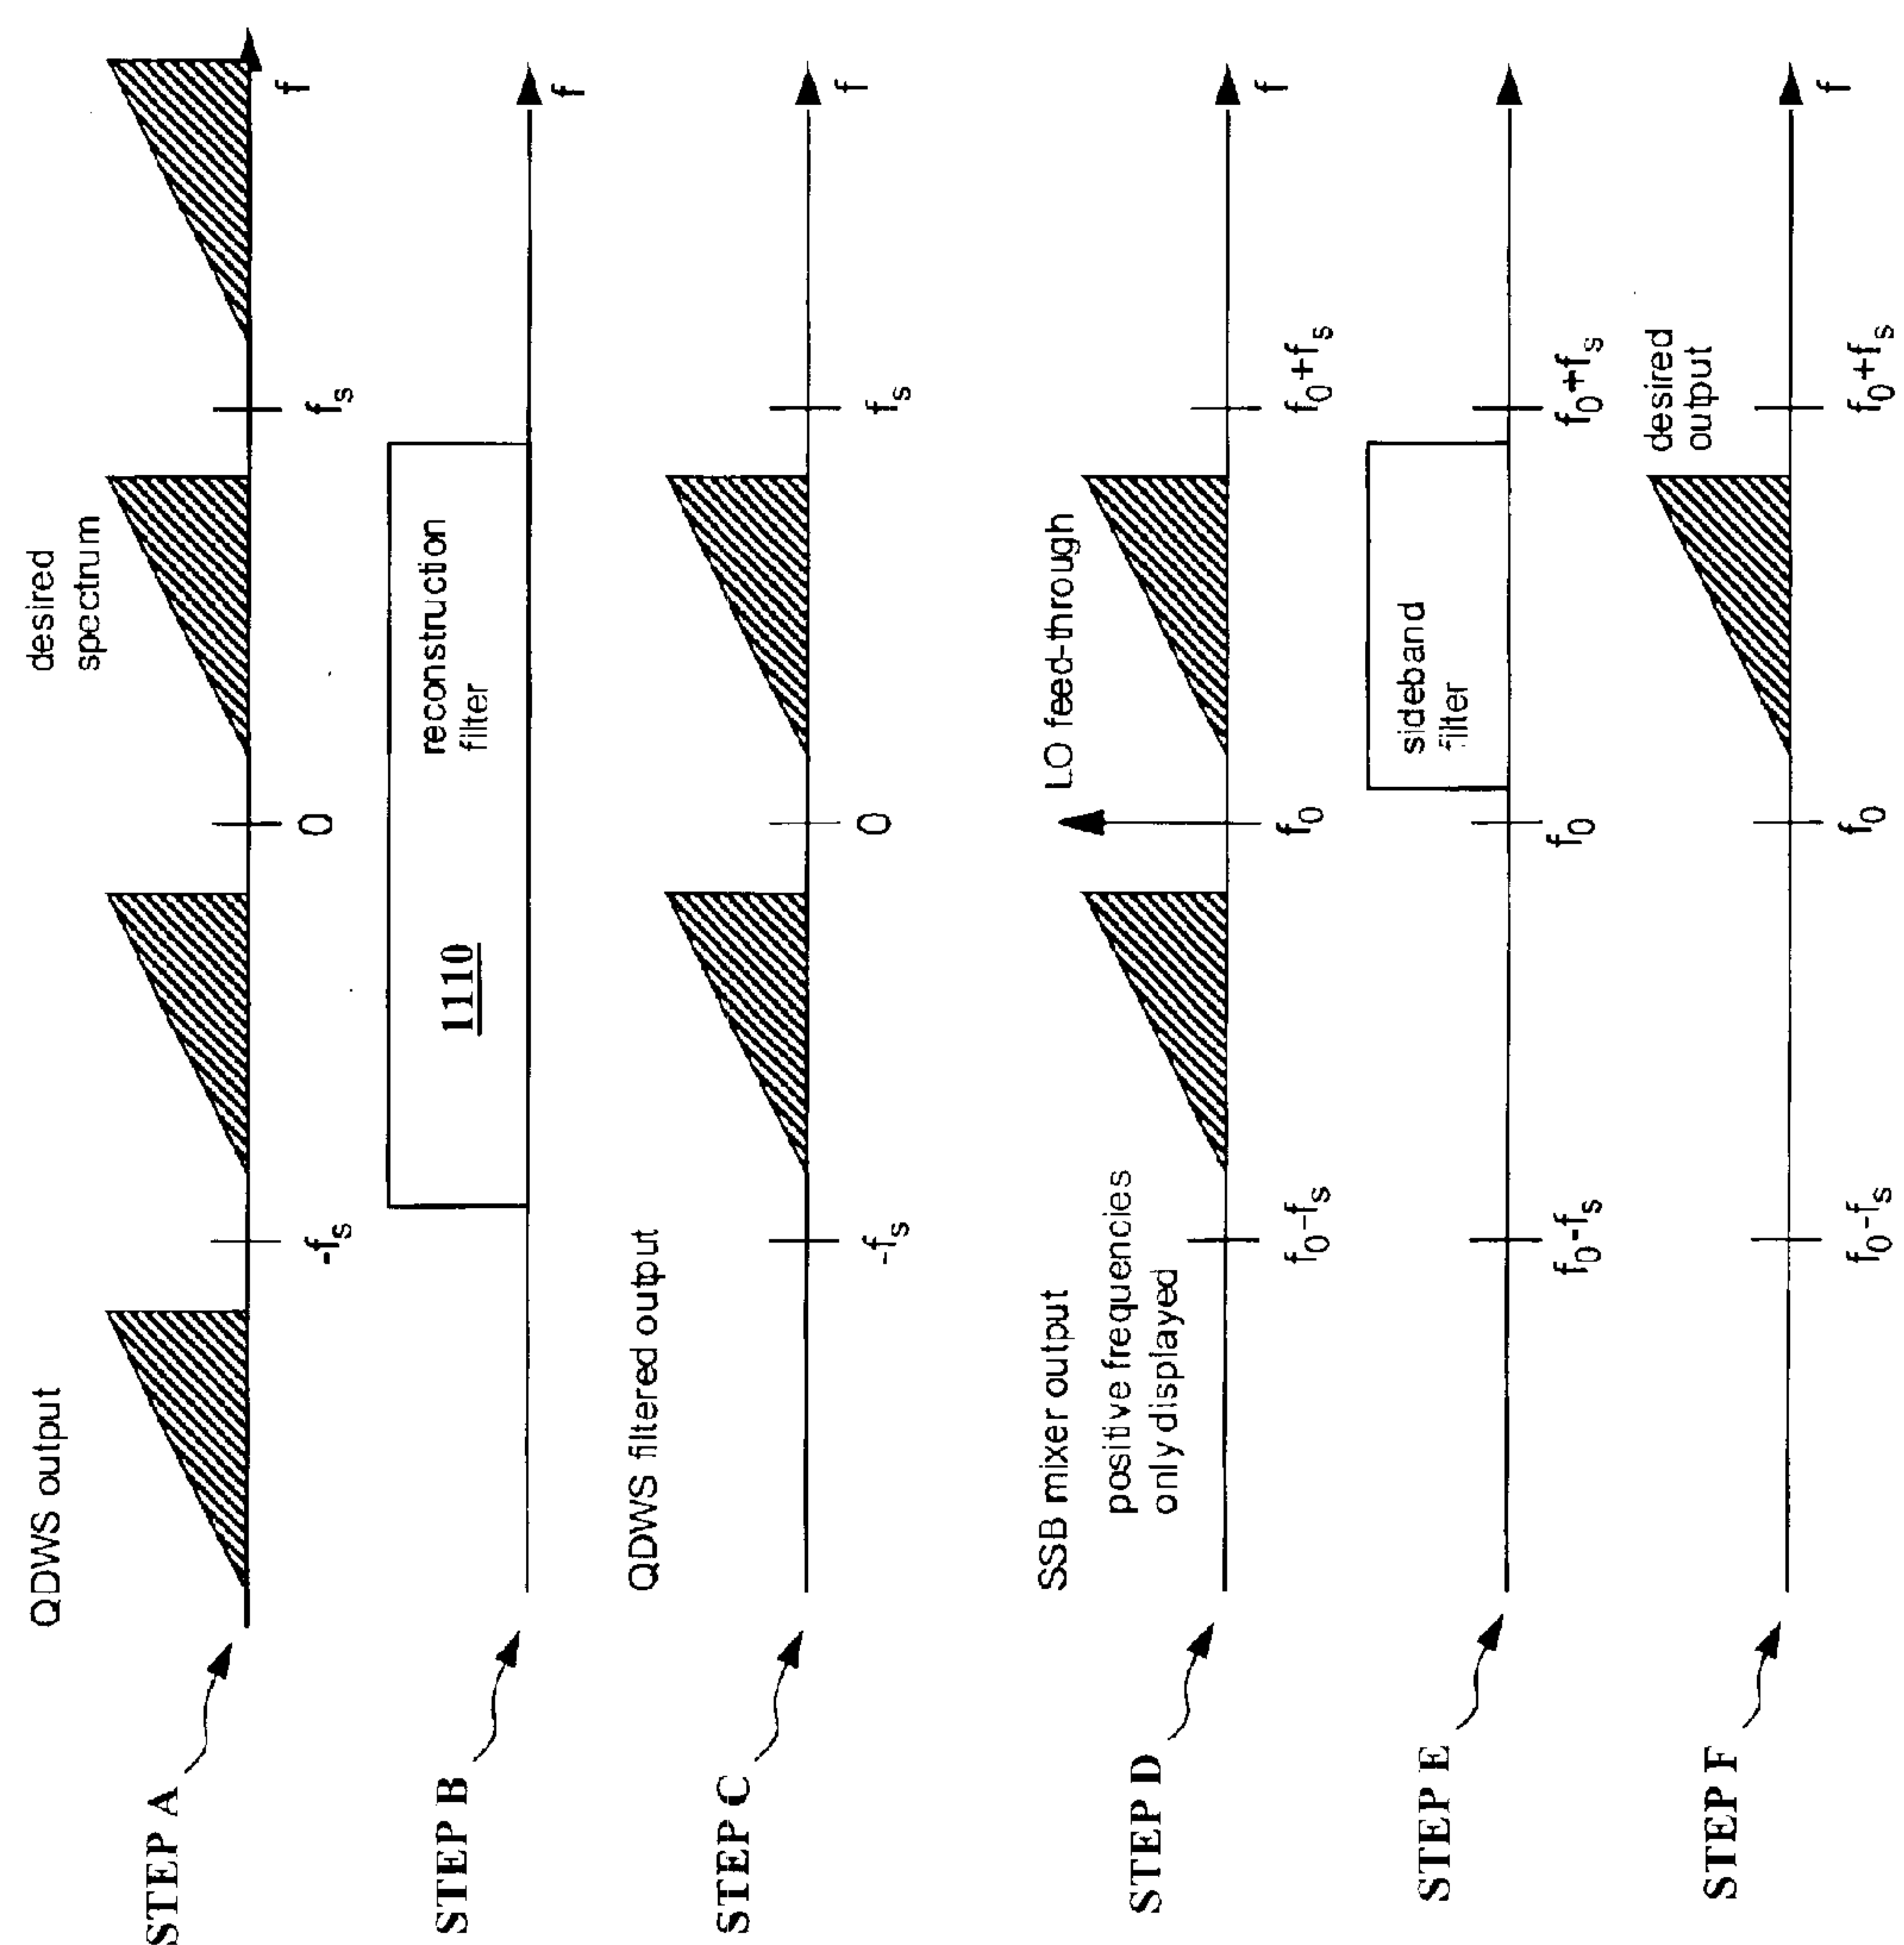 QDWS output
desired
spectrum
STEP A
-fs
0
fs
f
STEP B
1110
reconstruction
filter
f
QDWS filtered output
STEP C
-fs
0
fs
f
SSB mixer output
positive frequencies
only displayed
LO feed-through
STEP D
f0-fs
f0
f0+fs
f
STEP E
sideband
filter
f0-fs
f0
f0+fs
desired
output
STEP F
f0-fs
f0
f0+fs
f